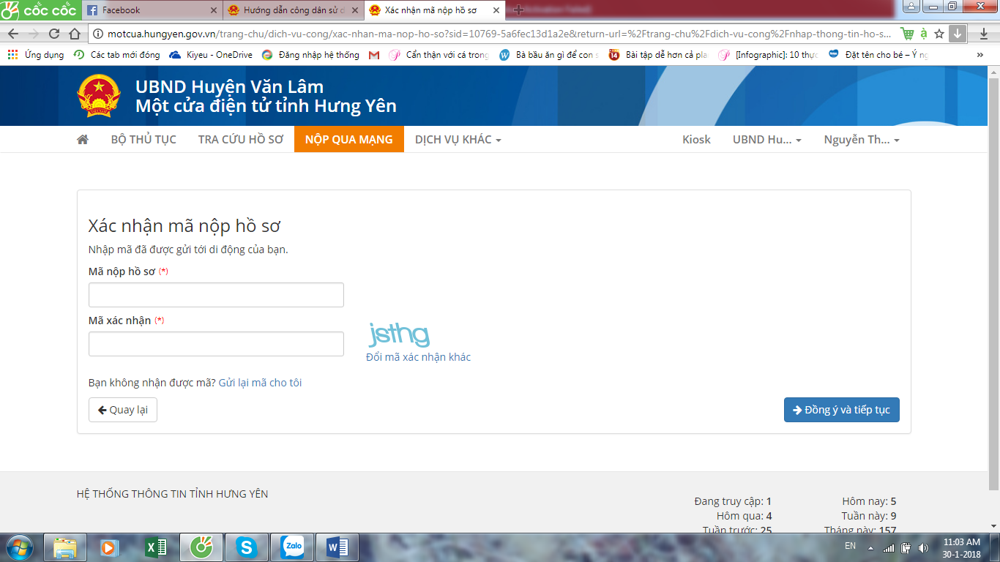 cốc cốc
Facebook
Hướng dẫn công dân sử d
Xác nhận mã nộp hồ sơ
motcua.hungyen.gov.vn/trang-chu/dich-vu-cong/xac-nhan-ma-nop-ho-so?sid=10769-5a6fec13d1a2e&return-url=%2Ftrang-chu%2Fdich-vu-cong%2Fnhap-thong-tin-ho-s...
Ứng dụng
Các tab mới đóng
Kiyeu - OneDrive
Đăng nhập hệ thống
Cẩn thận với cá trong
Bà bầu ăn gì để con s
Bài tập dễ hơn cả pla
[Infographic]: 10 thực
Đặt tên cho bé – Ý ng
UBND Huyện Văn Lâm
Một cửa điện tử tỉnh Hưng Yên
BỘ THỦ TỤC
TRA CỨU HỒ SƠ
NỘP QUA MẠNG
DỊCH VỤ KHÁC
Kiosk
UBND Hu...
Nguyễn Th...
Xác nhận mã nộp hồ sơ
Nhập mã đã được gửi tới di động của bạn.
Mã nộp hồ sơ (*)
Mã xác nhận (*)
jsthg
Đổi mã xác nhận khác
Bạn không nhận được mã? Gửi lại mã cho tôi
Quay lại
Đồng ý và tiếp tục
HỆ THỐNG THÔNG TIN TỈNH HƯNG YÊN
Đang truy cập: 1
Hôm nay: 5
Hôm qua: 4
Tuần này: 9
Tuần trước: 25
Tháng này: 157
Zalo
EN
11:03 AM
30-1-2018